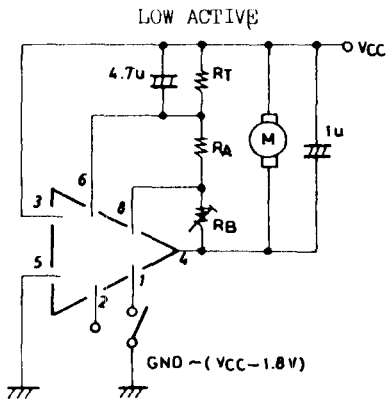 LOW ACTIVE
VCC
4.7u
RT
1u
6
RA
M
3
8
RB
4
5
1
2
GND ~ (VCC-1.8V)